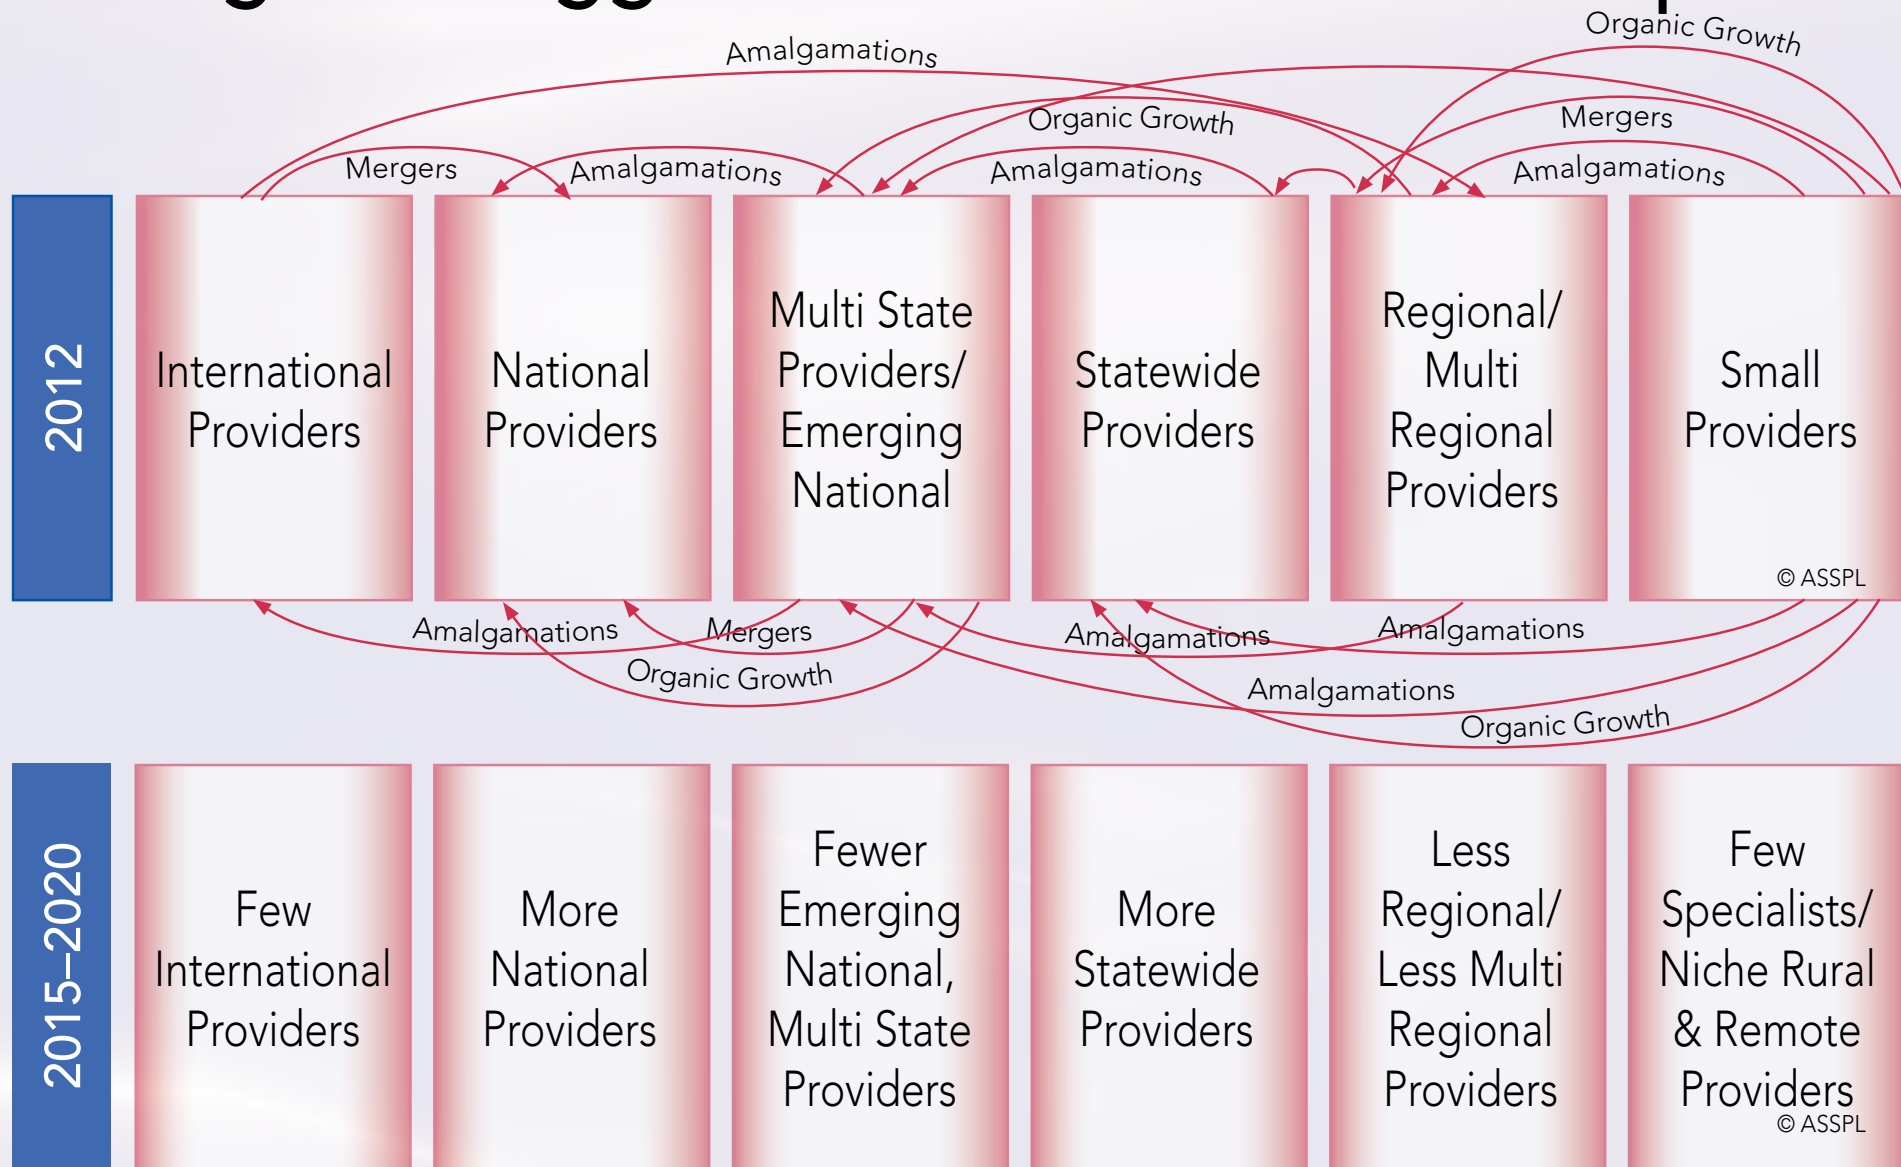 Organic Growth
Amalgamations
Organic Growth
Mergers
Mergers
Amalgamations
Amalgamations
Amalgamations
2012
International
Providers
National
Providers
Multi State
Providers/
Emerging
National
Statewide
Providers
Regional/
Multi
Regional
Providers
Small
Providers
© ASSPL
Amalgamations
Mergers
Amalgamations
Amalgamations
Organic Growth
Amalgamations
Organic Growth
2015–2020
Few
International
Providers
More
National
Providers
Fewer
Emerging
National,
Multi State
Providers
More
Statewide
Providers
Less
Regional/
Less Multi
Regional
Providers
Few
Specialists/
Niche Rural
& Remote
Providers
© ASSPL